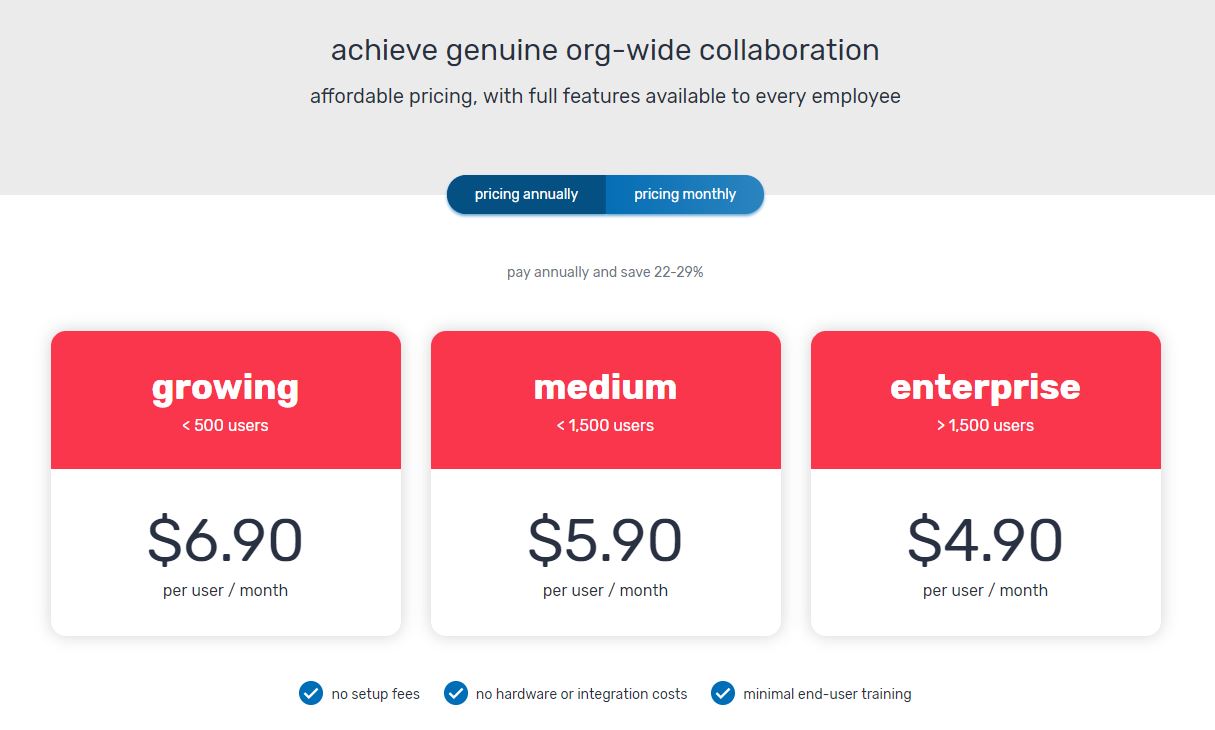 achieve genuine org-wide collaboration
affordable pricing, with full features available to every employee
pricing annually
pricing monthly
pay annually and save 22-29%
growing
< 500 users
$6.90
per user / month
medium
< 1,500 users
$5.90
per user / month
enterprise
> 1,500 users
$4.90
per user / month
no setup fees
no hardware or integration costs
minimal end-user training